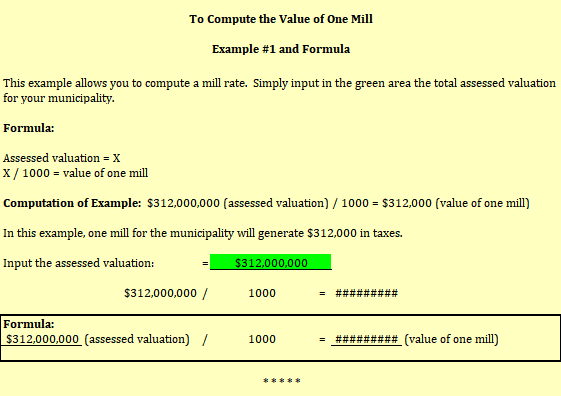 To Compute the Value of One Mill
Example #1 and Formula
This example allows you to compute a mill rate.  Simply input in the green area the total assessed valuation
for your municipality.
Formula:
Assessed valuation = X
X / 1000 = value of one mill
Computation of Example:  $312,000,000 (assessed valuation) / 1000 = $312,000 (value of one mill)
In this example, one mill for the municipality will generate $312,000 in taxes.
Input the assessed valuation: = $312,000,000
$312,000,000 / 1000 = #########
Formula:
$312,000,000 (assessed valuation) / 1000 = ######### (value of one mill)
*****